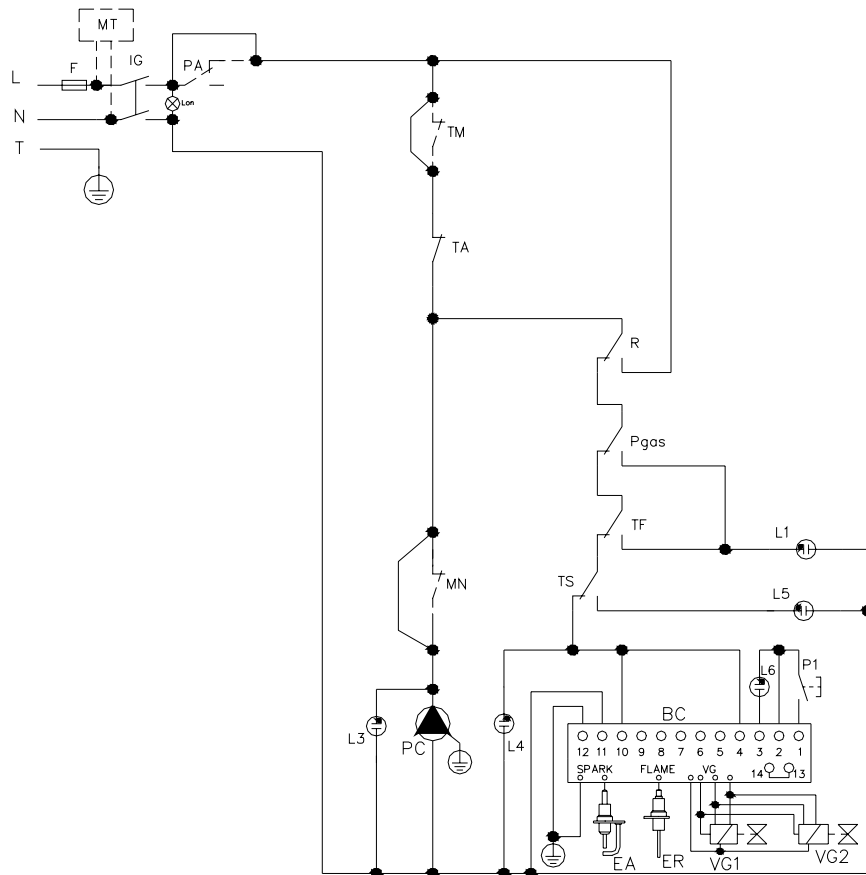 MT
F
IG
PA
L
Lon
N
T
TM
TA
R
Pgas
TF
L1
TS
L5
MN
L6
P1
L3
PC
L4
BC
12 11 10 9 8 7 6 5 4 3 2 1
SPARK FLAME VG 14 13
EA ER VG1 VG2